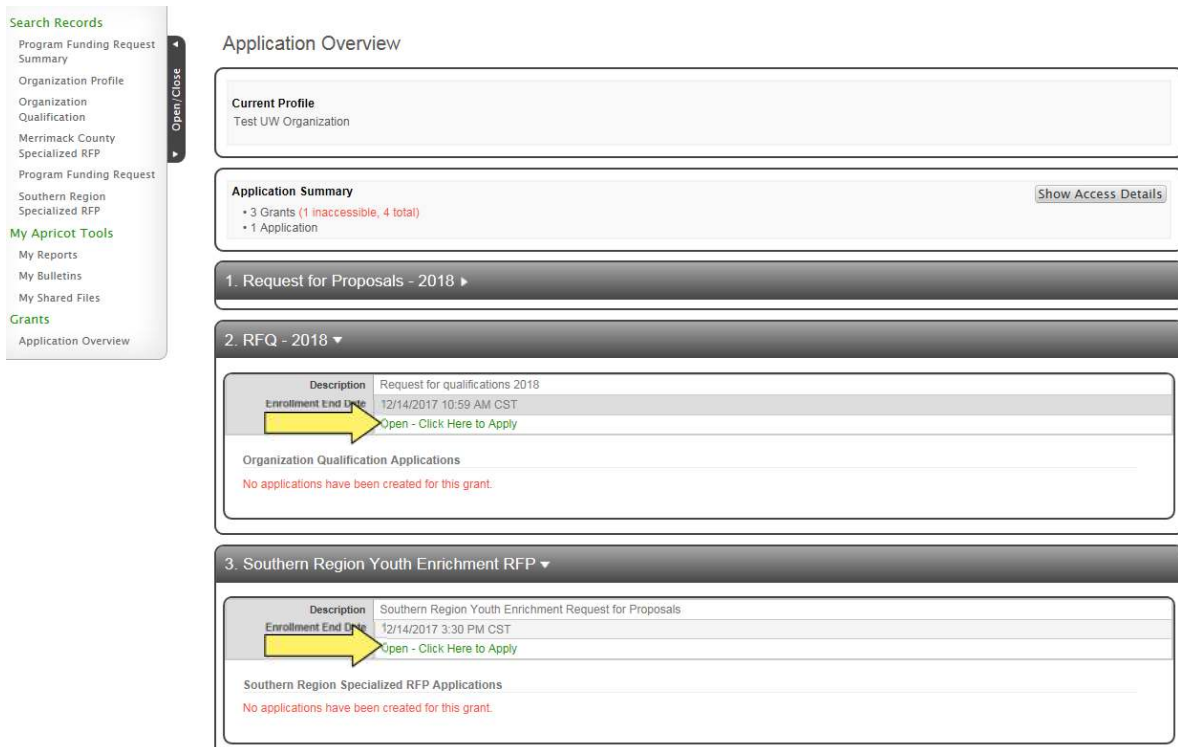 Search Records
Program Funding Request
Summary
Organization Profile
Organization
Qualification
Merrimack County
Specialized RFP
Program Funding Request
Southern Region
Specialized RFP
My Apricot Tools
My Reports
My Bulletins
My Shared Files
Grants
Application Overview
Open/Close
Application Overview
Current Profile
Test UW Organization
Application Summary
Show Access Details
• 3 Grants (1 inaccessible, 4 total)
• 1 Application
1. Request for Proposals - 2018
2. RFQ - 2018
Description Request for qualifications 2018
Enrollment End Date 12/14/2017 10:59 AM CST
Open - Click Here to Apply
Organization Qualification Applications
No applications have been created for this grant.
3. Southern Region Youth Enrichment RFP
Description Southern Region Youth Enrichment Request for Proposals
Enrollment End Date 12/14/2017 3:30 PM CST
Open - Click Here to Apply
Southern Region Specialized RFP Applications
No applications have been created for this grant.